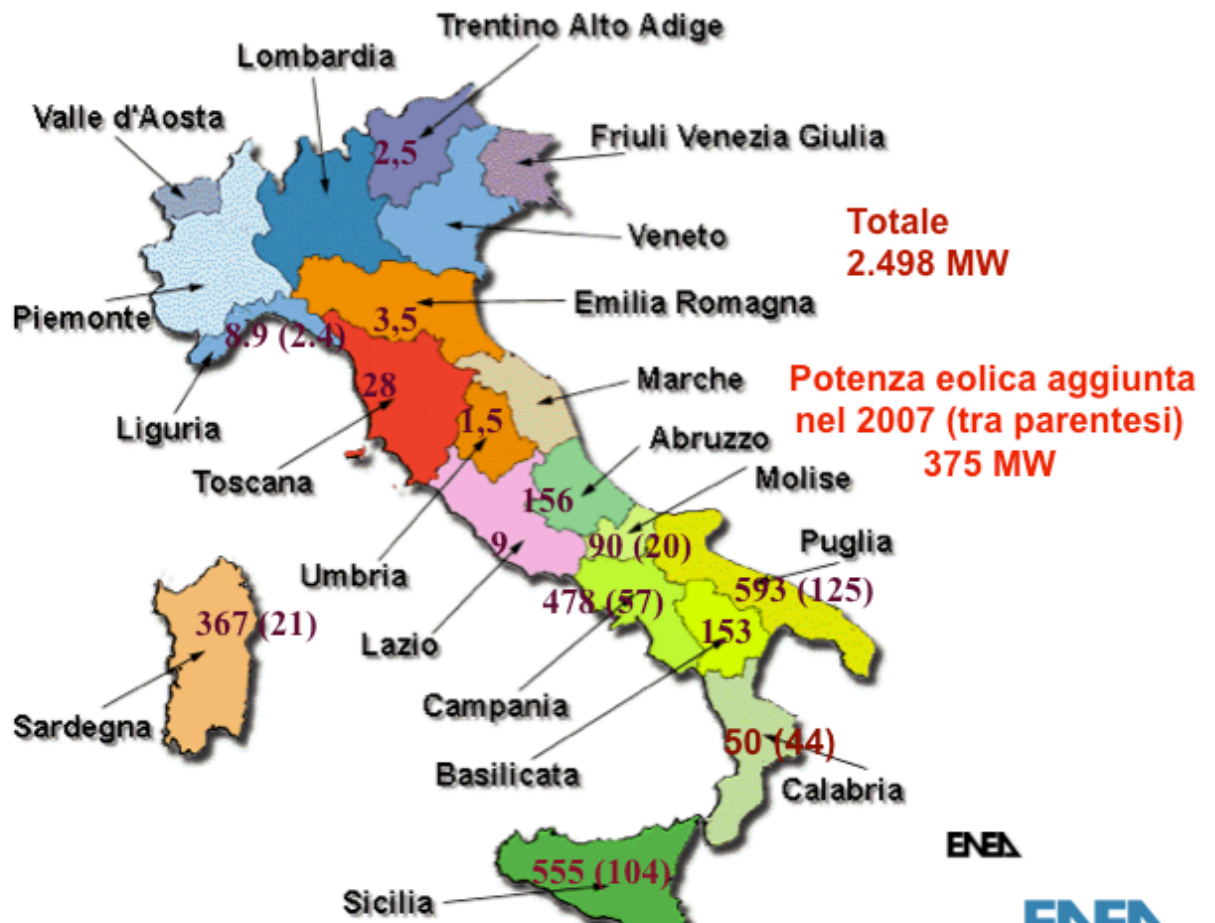 Trentino Alto Adige
Lombardia
Valle d'Aosta
Friuli Venezia Giulia
2,5
Totale
2.498 MW
Veneto
Piemonte
Emilia Romagna
3,5
8.9 (2.4)
Liguria
28
Marche
Potenza eolica aggiunta
nel 2007 (tra parentesi)
375 MW
1,5
Abruzzo
Toscana
Molise
156
9
90 (20)
Puglia
Umbria
593 (125)
478 (57)
367 (21)
153
Lazio
Campania
Sardegna
50 (44)
Basilicata
Calabria
ENEA
555 (104)
Sicilia
ENEA